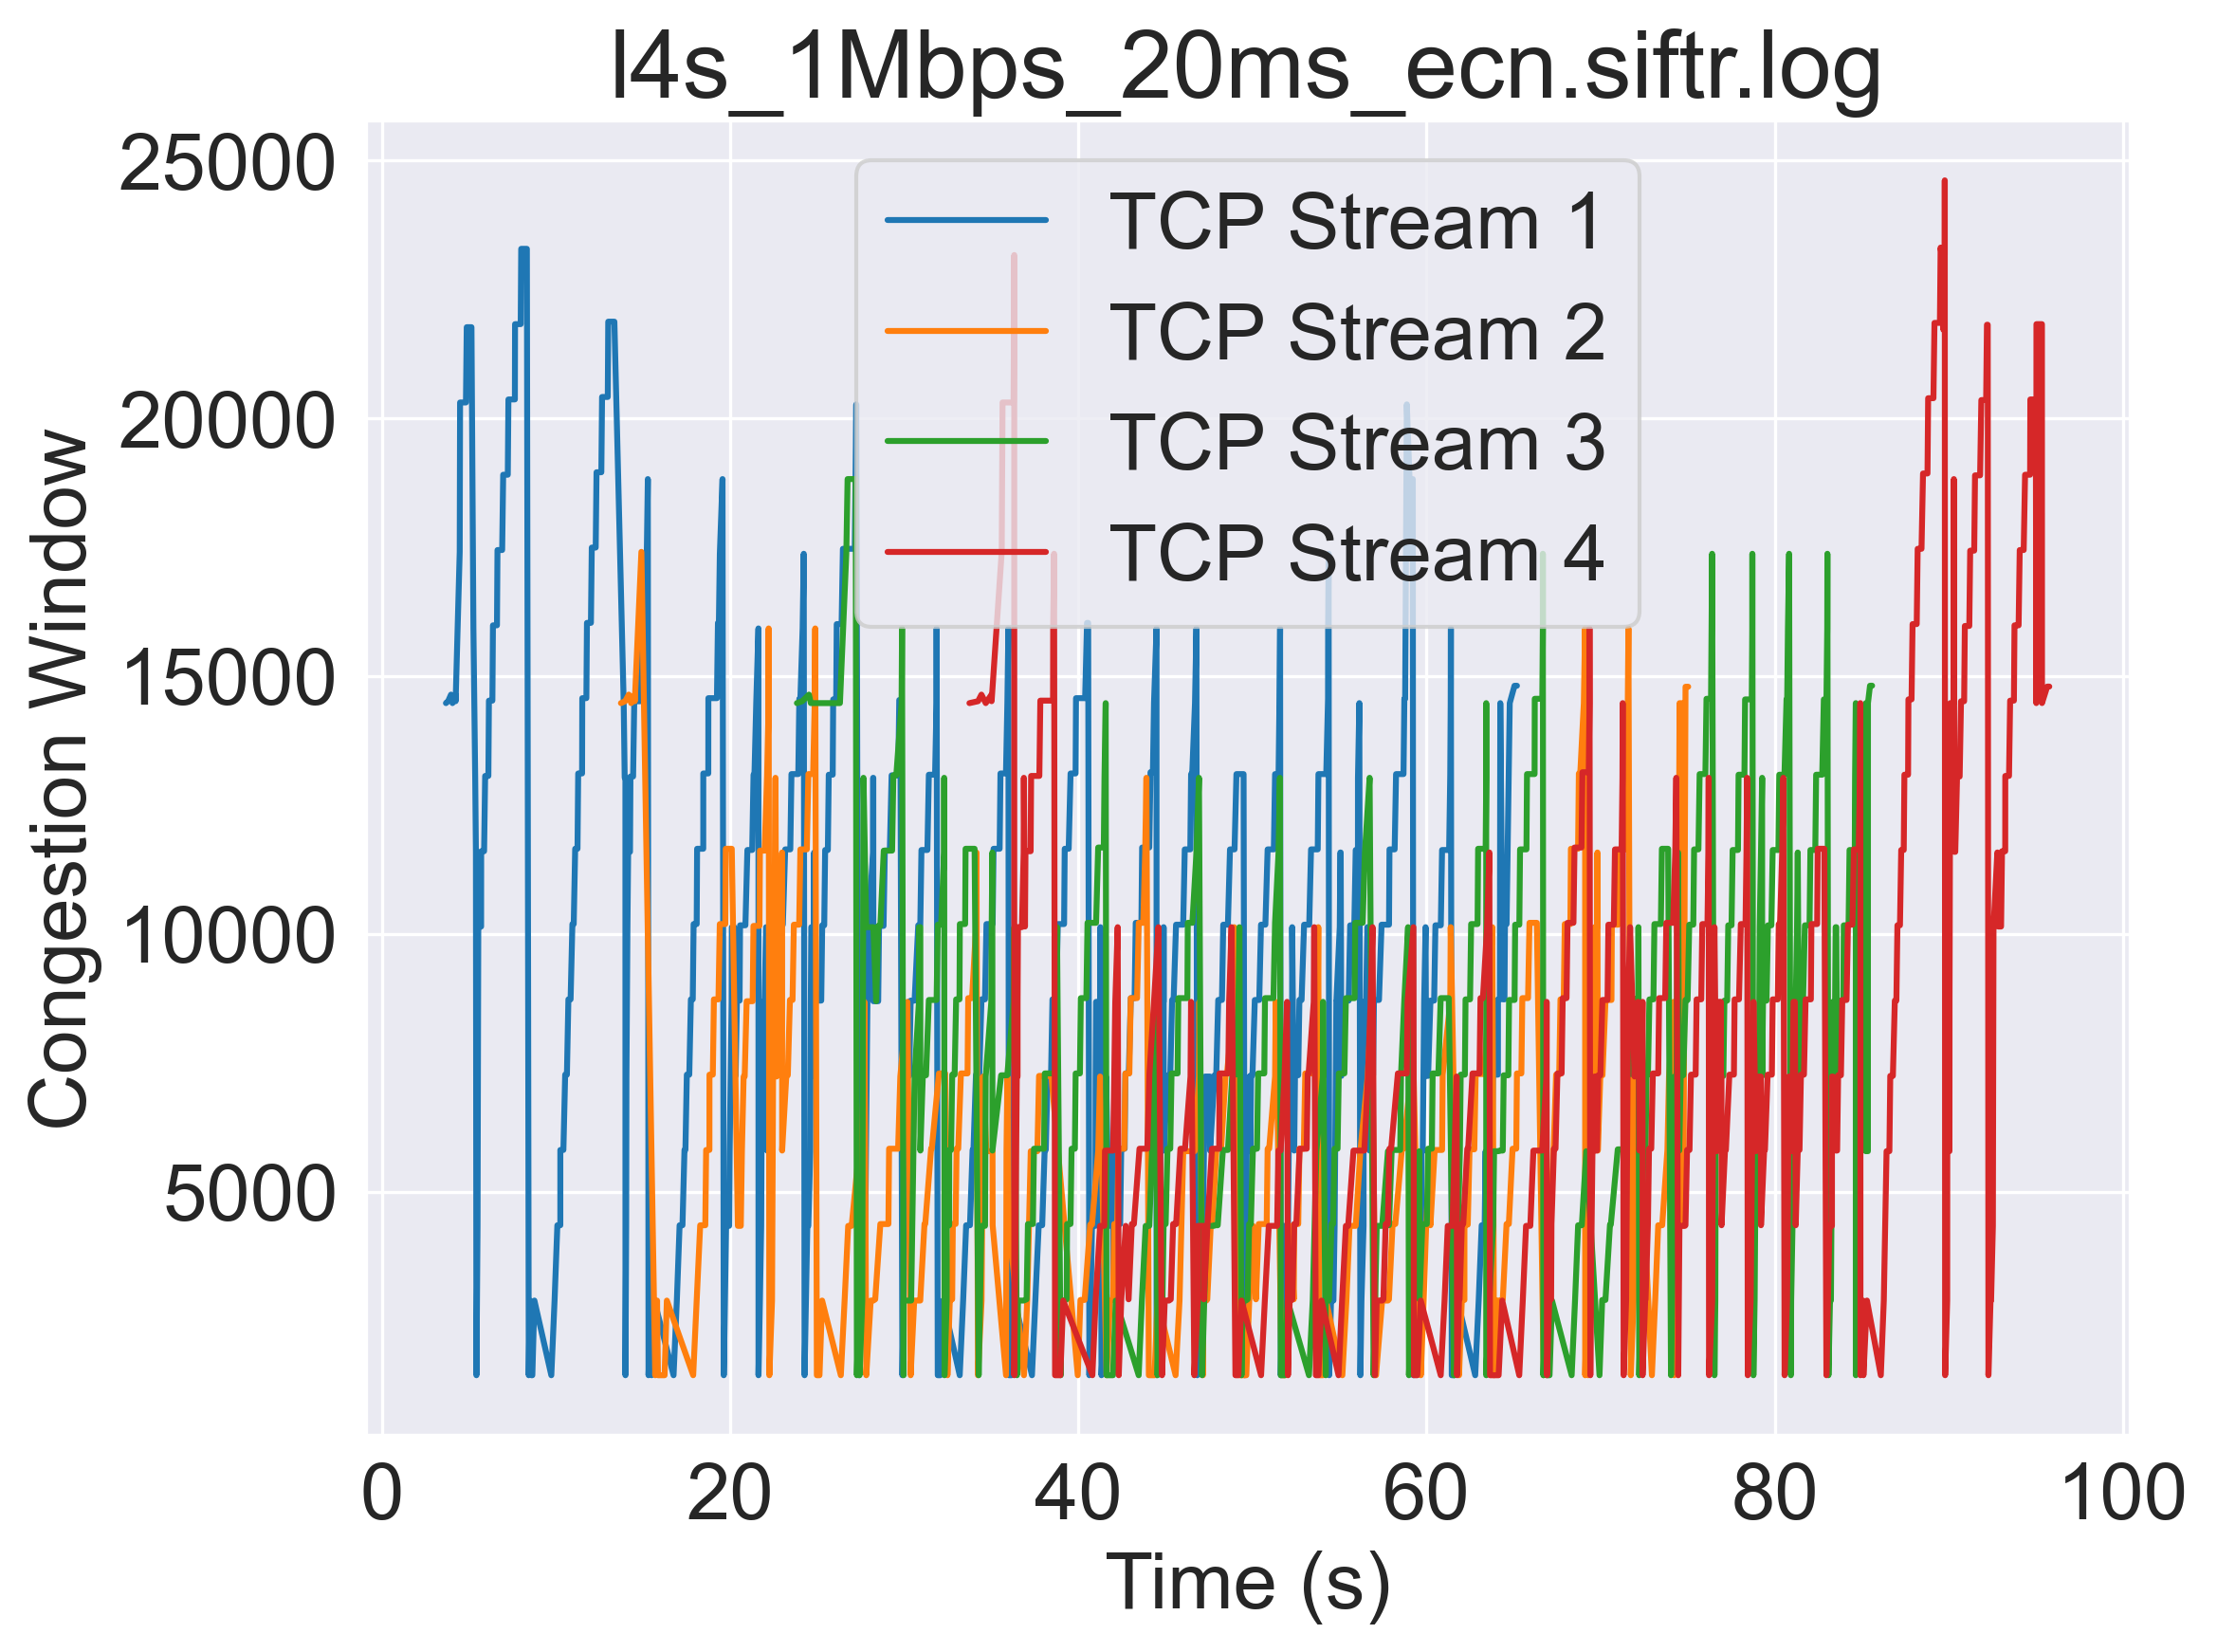 l4s_1Mbps_20ms_ecn.siftr.log
25000
20000
15000
10000
5000
Congestion Window
TCP Stream 1
TCP Stream 2
TCP Stream 3
TCP Stream 4
0 20 40 60 80 100
Time (s)